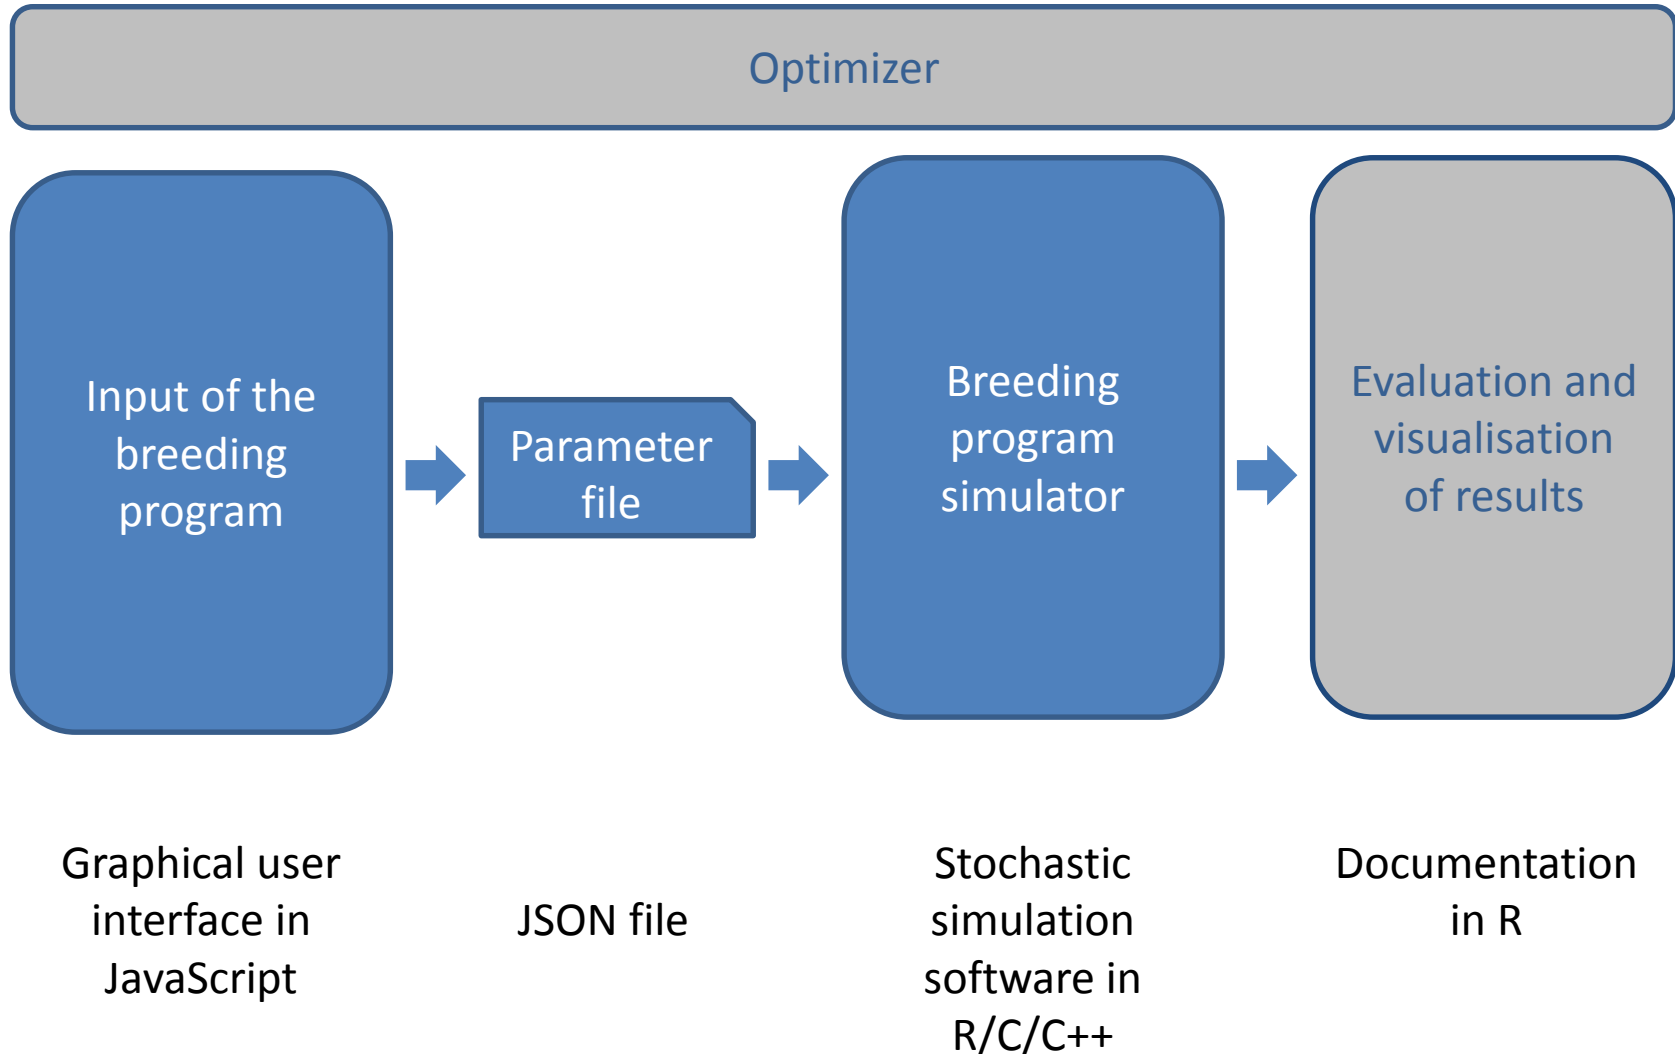 Optimizer
Input of the
breeding
program
Parameter
file
Breeding
program
simulator
Evaluation and
visualisation
of results
Graphical user
interface in
JavaScript
JSON file
Stochastic
simulation
software in
R/C/C++
Documentation
in R